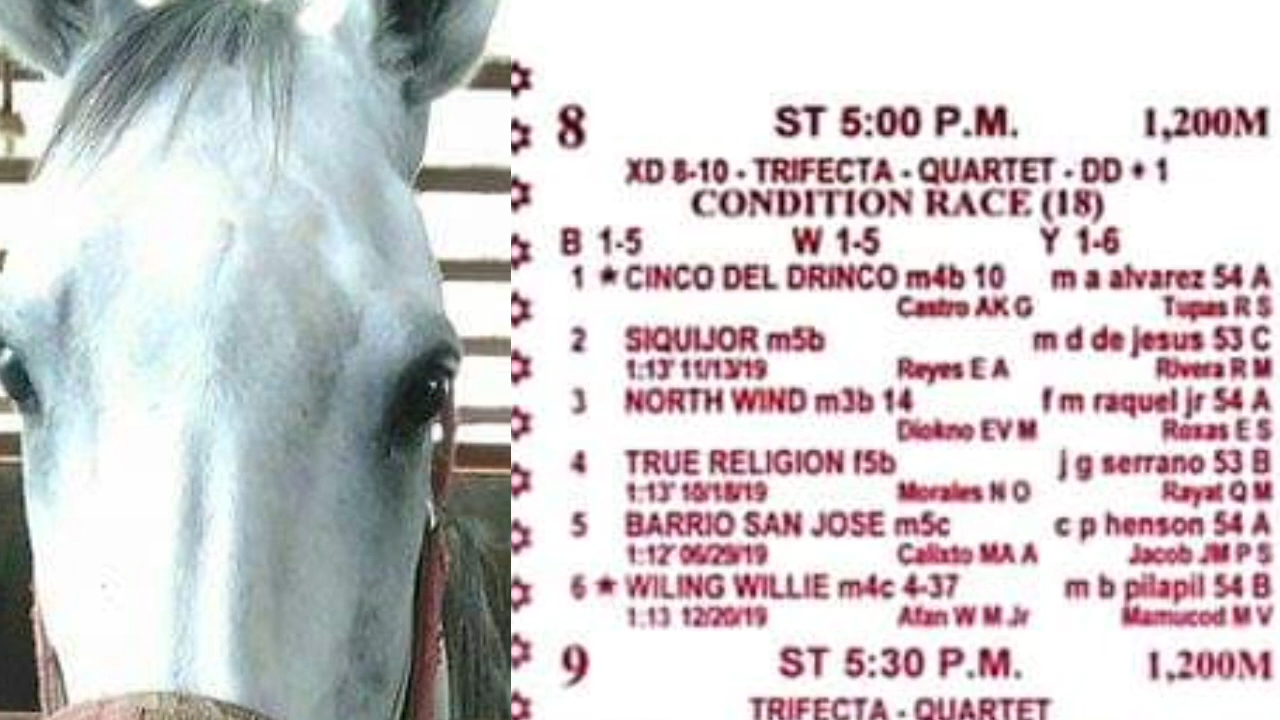 8 ST 5:00 P.M. 1,200M
XD 8-10 - TRIFECTA - QUARTET - DD + 1
CONDITION RACE (18)
B 1-5 W 1-5 Y 1-6
1 ★ CINCO DEL DRINCO m4b 10 m a alvarez 54 A
Castro AK G Tupas R S
2 SIQUIJOR m5b m d de jesus 53 C
1:13' 11/13/19 Reyes E A Rivera R M
3 NORTH WIND m3b 14 f m raquel jr 54 A
Diokno EV M Roxas E S
4 TRUE RELIGION f5b j g serrano 53 B
1:13' 10/18/19 Morales N O Rayat Q M
5 BARRIO SAN JOSE m5c c p henson 54 A
1:12' 06/29/19 Calixto MA A Jacob JM P S
6 ★ WILING WILLIE m4c 4-37 m b pilapil 54 B
1:13 12/20/19 Afan W M Jr Mamucod M V
9 ST 5:30 P.M. 1,200M
TRIFECTA - QUARTET